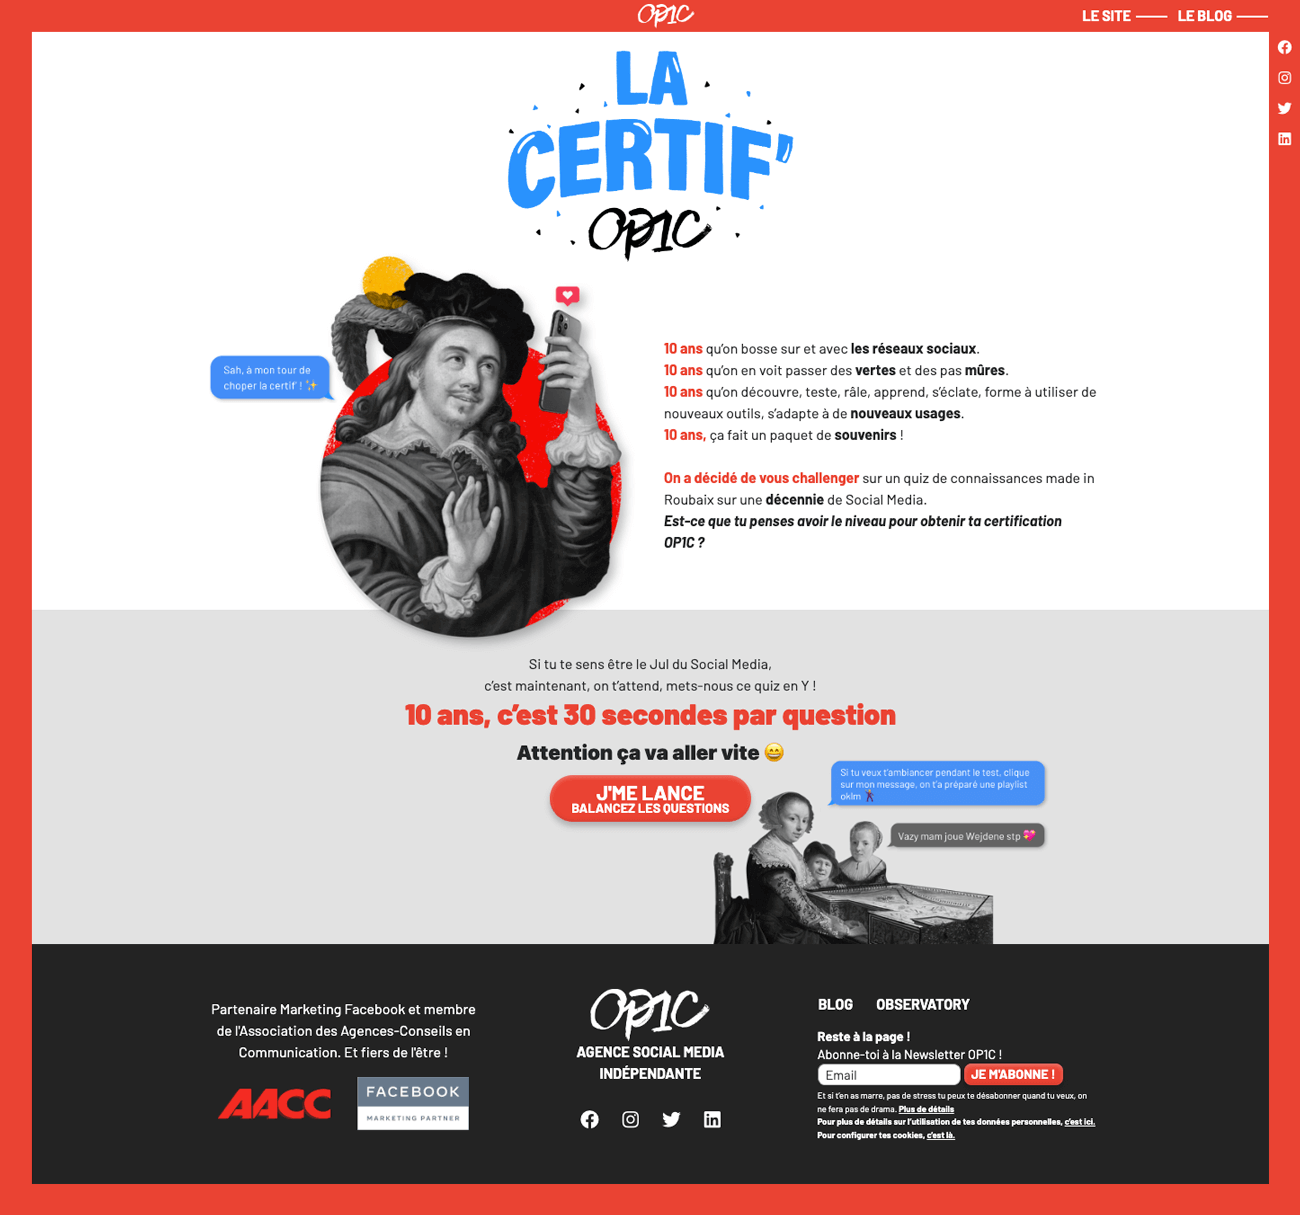 OP1C
LE SITE
LE BLOG
LA
CERTIF'
OP1C
Sah, à mon tour de
choper la certif' ! ✨
10 ans qu'on bosse sur et avec les réseaux sociaux.
10 ans qu'on en voit passer des vertes et des pas mûres.
10 ans qu'on découvre, teste, râle, apprend, s'éclate, forme à utiliser de
nouveaux outils, s'adapte à de nouveaux usages.
10 ans, ça fait un paquet de souvenirs !
On a décidé de vous challenger sur un quiz de connaissances made in
Roubaix sur une décennie de Social Media.
Est-ce que tu penses avoir le niveau pour obtenir ta certification
OP1C ?
Si tu te sens être le Jul du Social Media,
c'est maintenant, on t'attend, mets-nous ce quiz en Y !
10 ans, c'est 30 secondes par question
Attention ça va aller vite 😄
J'ME LANCE
BALANCEZ LES QUESTIONS
Si tu veux t'ambiancer pendant le test, clique
sur mon message, on t'a préparé une playlist
oklm 🕺
Vazy mam joue Wejdene stp 💖
Partenaire Marketing Facebook et membre
de l'Association des Agences-Conseils en
Communication. Et fiers de l'être !
AACC
FACEBOOK
MARKETING PARTNER
OP1C
AGENCE SOCIAL MEDIA
INDÉPENDANTE
BLOG
OBSERVATORY
Reste à la page !
Abonne-toi à la Newsletter OP1C !
Email
JE M'ABONNE !
Et si t'en as marre, pas de stress tu peux te désabonner quand tu veux, on
ne fera pas de drama. Plus de détails
Pour plus de détails sur l'utilisation de tes données personnelles, c'est ici.
Pour configurer tes cookies, c'est là.